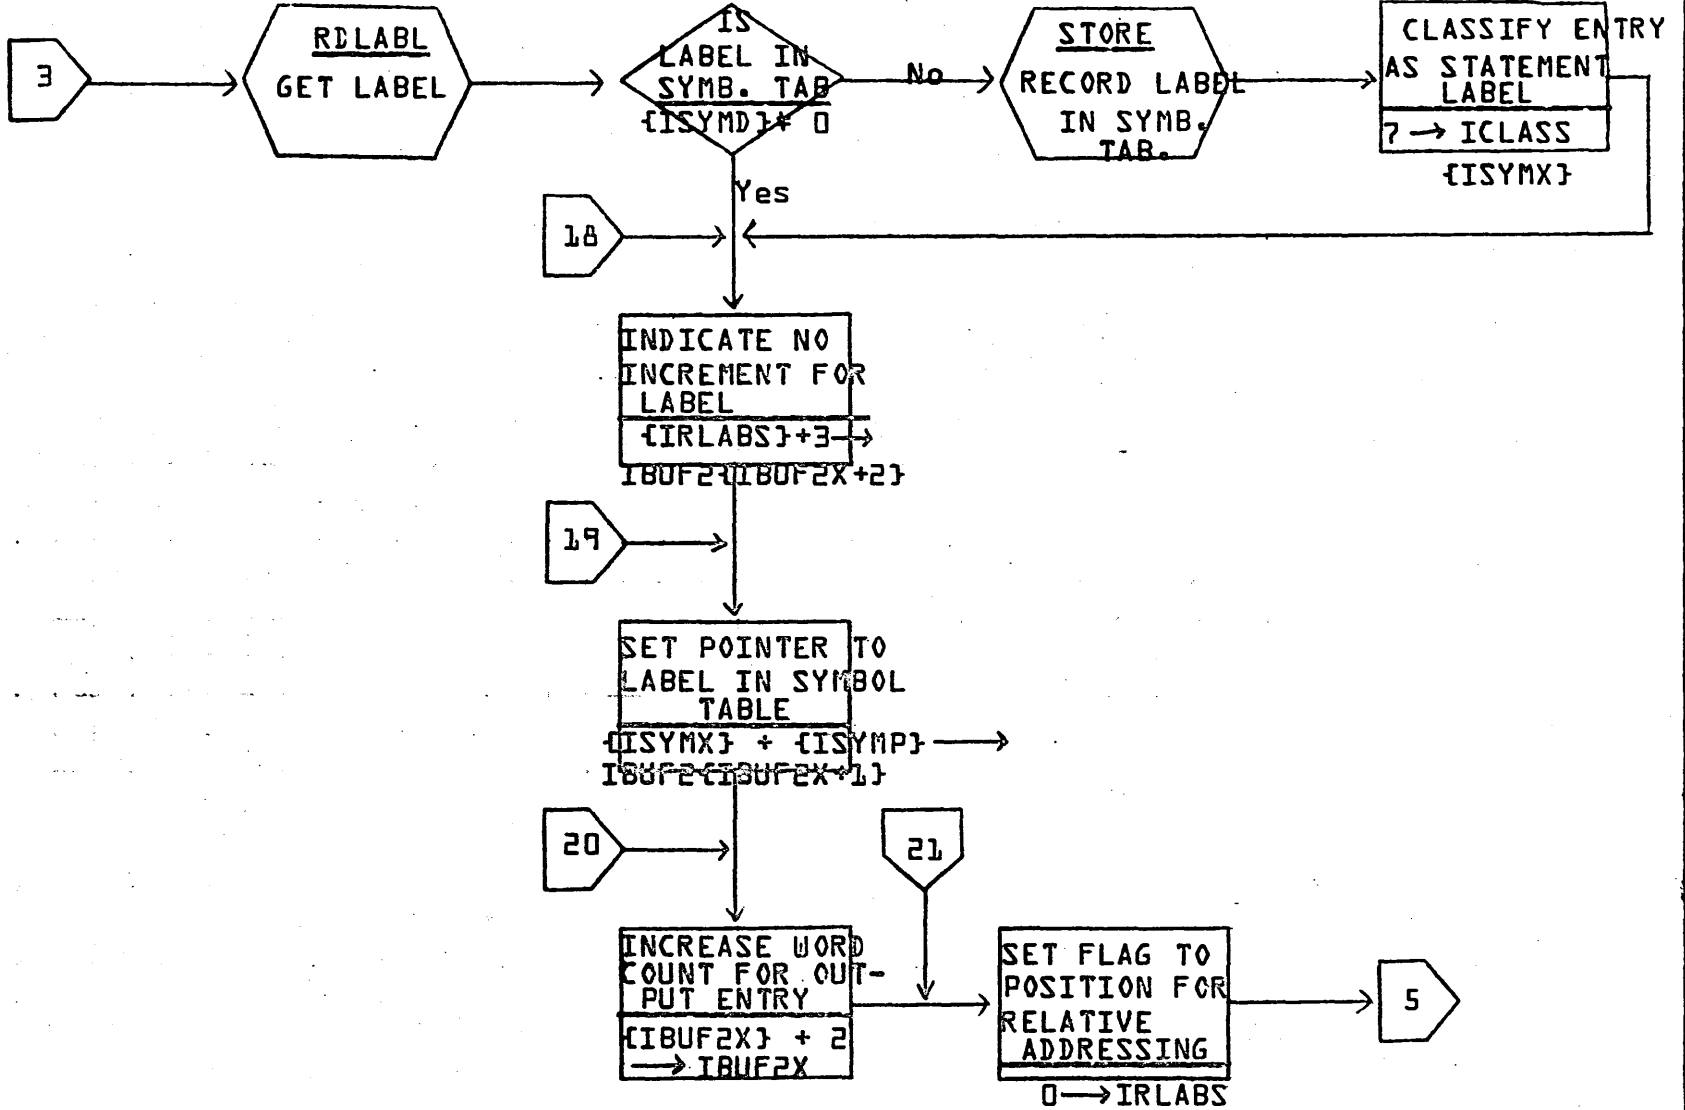 3
RDLABL
GET LABEL
IS
LABEL IN
SYMB. TAB
{ISYMD}≠ 0
No
STORE
RECORD LABEL
IN SYMB.
TAB.
CLASSIFY ENTRY
AS STATEMENT
LABEL
7 → ICLASS
{ISYMX}
Yes
18
INDICATE NO
INCREMENT FOR
LABEL
{IRLABS}+3→
IBUF2{IBUF2X+2}
19
SET POINTER TO
LABEL IN SYMBOL
TABLE
{ISYMX} + {ISYMP} →
IBUF2{IBUF2X+1}
20
21
INCREASE WORD
COUNT FOR OUT-
PUT ENTRY
{IBUF2X} + 2
→ IBUF2X
SET FLAG TO
POSITION FOR
RELATIVE
ADDRESSING
0→IRLABS
5